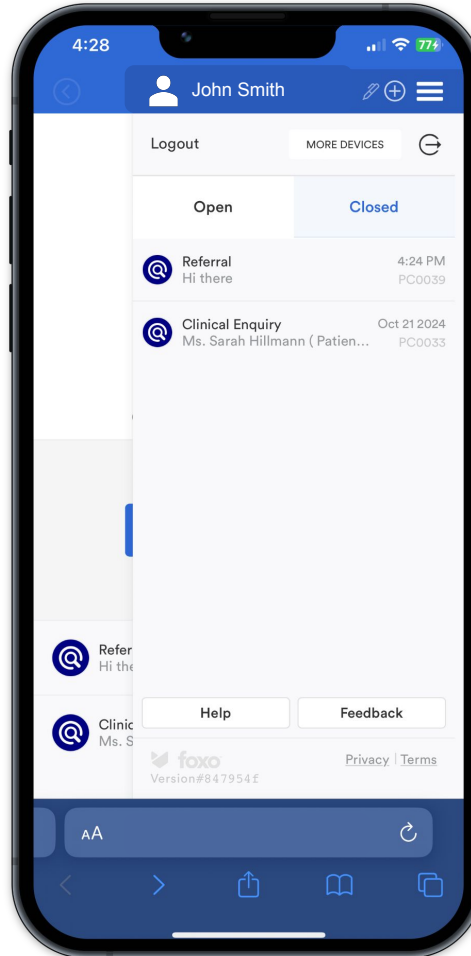 4:28
77
John Smith
Logout
MORE DEVICES
Open
Closed
Referral
4:24 PM
Hi there
PC0039
Clinical Enquiry
Oct 21 2024
Ms. Sarah Hillmann ( Patien...
PC0033
Refer
Hi the
Clinic
Ms. S
Help
Feedback
foxo
Version#847954f
Privacy | Terms
AA